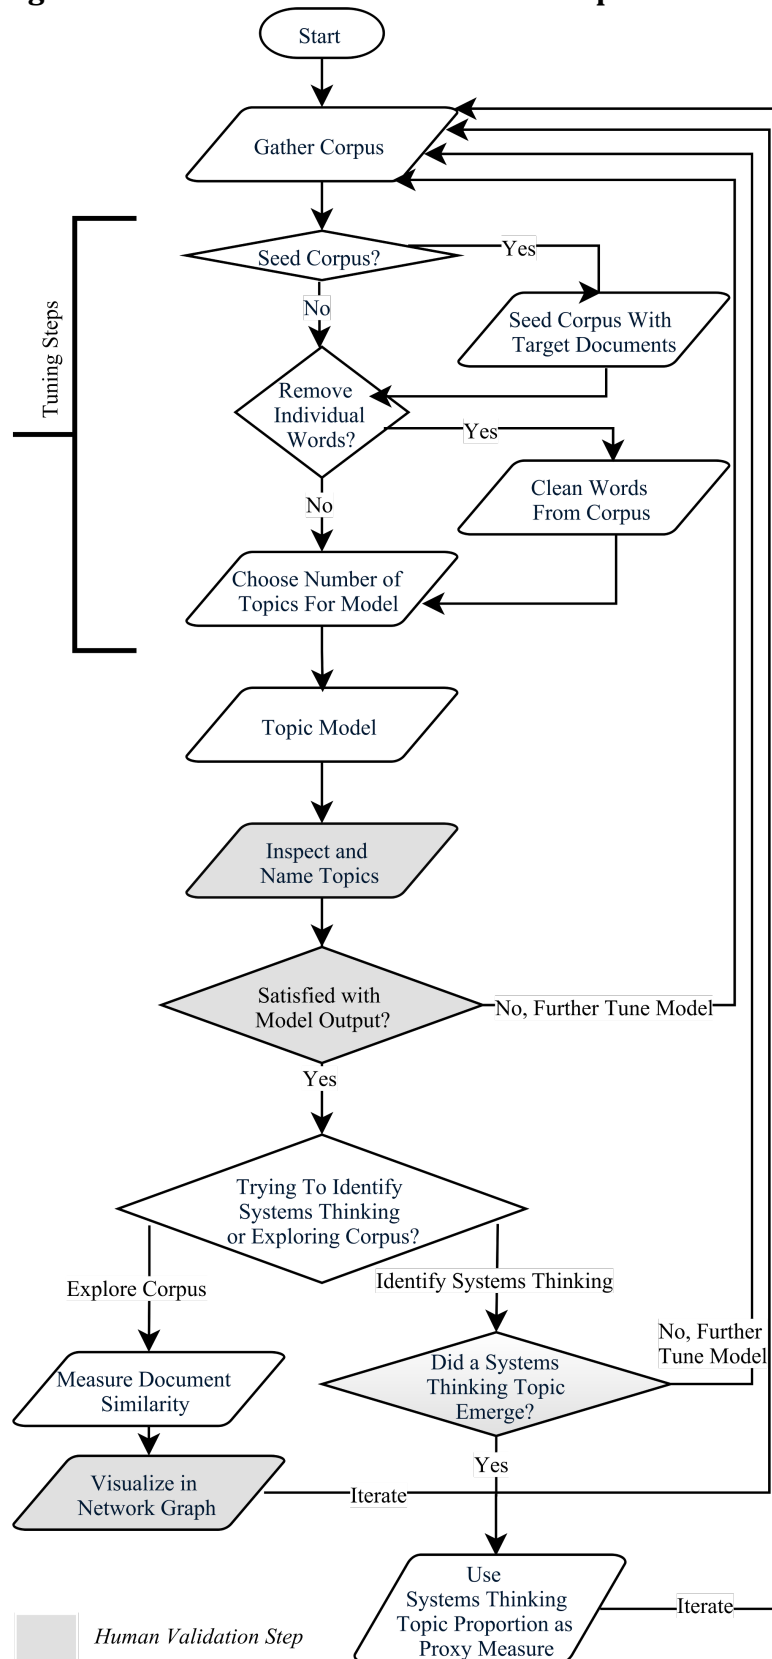 Start
Gather Corpus
Seed Corpus?
Yes
No
Seed Corpus With
Target Documents
Tuning Steps
Remove
Individual
Words?
Yes
Clean Words
From Corpus
No
Choose Number of
Topics For Model
Topic Model
Inspect and
Name Topics
Satisfied with
Model Output?
No, Further Tune Model
Yes
Trying To Identify
Systems Thinking
or Exploring Corpus?
Explore Corpus
Identify Systems Thinking
Measure Document
Similarity
Did a Systems
Thinking Topic
Emerge?
No, Further
Tune Model
Yes
Visualize in
Network Graph
Iterate
Use
Systems Thinking
Topic Proportion as
Proxy Measure
Iterate
Human Validation Step